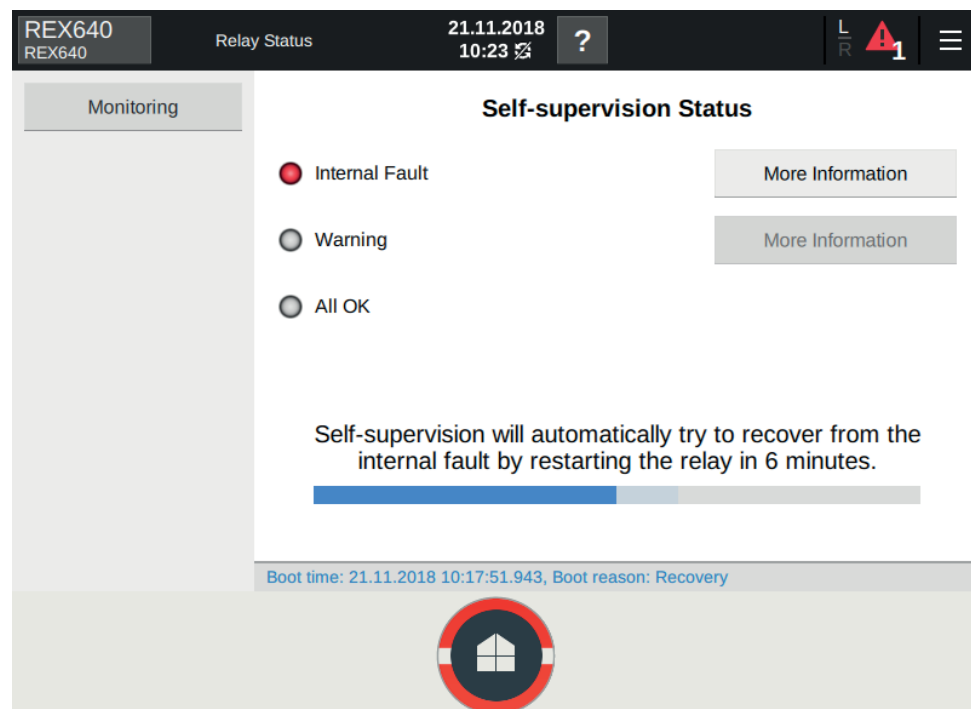 REX640
REX640
Relay Status
21.11.2018
10:23
?
L
R
1
Monitoring
Self-supervision Status
Internal Fault
More Information
Warning
More Information
All OK
Self-supervision will automatically try to recover from the
internal fault by restarting the relay in 6 minutes.
Boot time: 21.11.2018 10:17:51.943, Boot reason: Recovery